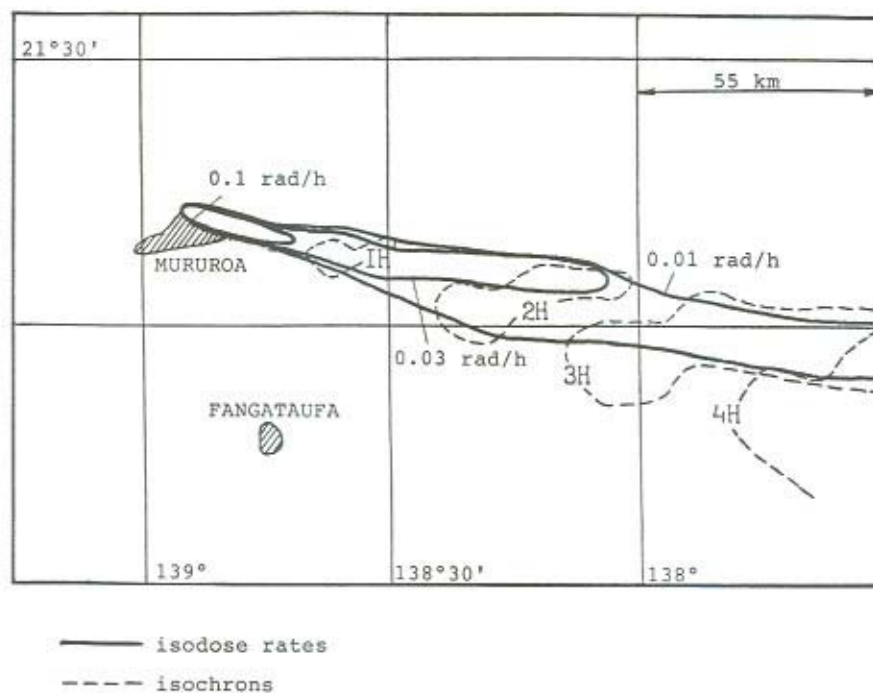 21°30'
55 km
0.1 rad/h
MURUROA
1H
0.01 rad/h
2H
0.03 rad/h
3H
FANGATAUFA
4H
139°
138°30'
138°
isodose rates
isochrons